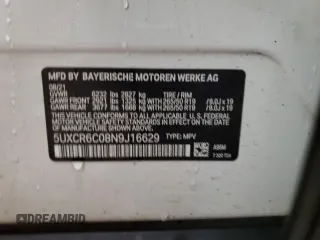 MFD BY BAYERISCHE MOTOREN WERKE AG
08/21
GVWR 6232 lbs 2827 kg TIRE / RIM
GAWR FRONT 2921 lbs 1325 kg 265/50 R19 / 9.0J x 19
GAWR REAR 3677 lbs 1668 kg 265/50 R19 / 9.0J x 19
THIS VEHICLE CONFORMS TO ALL APPLICABLE U.S. FEDERAL
MOTOR VEHICLE SAFETY STANDARDS IN EFFECT ON
THE DATE OF MANUFACTURE SHOWN ABOVE.
5UXCR6C08N9J16629 TYPE: MPV
DREAMBID